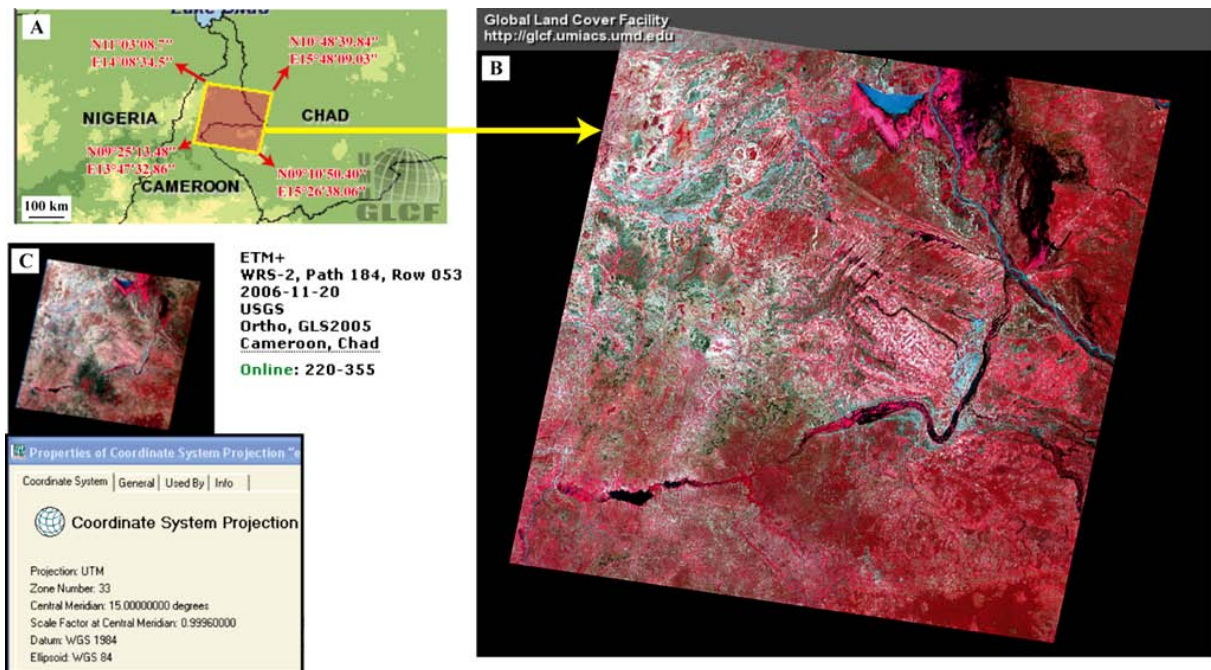 A
Lake Chad
N11°03'08.7"
E14°08'34.5"
N10°48'39.84"
E15°48'09.03"
NIGERIA
CHAD
N09°25'13.48"
E13°47'32.86"
N09°10'50.40"
E15°26'38.06"
CAMEROON
GLCF
100 km
Global Land Cover Facility
http://glcf.umiacs.umd.edu
B
C
ETM+
WRS-2, Path 184, Row 053
2006-11-20
USGS
Ortho, GLS2005
Cameroon, Chad
Online: 220-355
Properties of Coordinate System Projection "e
Coordinate System
General
Used By
Info
Coordinate System Projection
Projection: UTM
Zone Number: 33
Central Meridian: 15.00000000 degrees
Scale Factor at Central Meridian: 0.99960000
Datum: WGS 1984
Ellipsoid: WGS 84